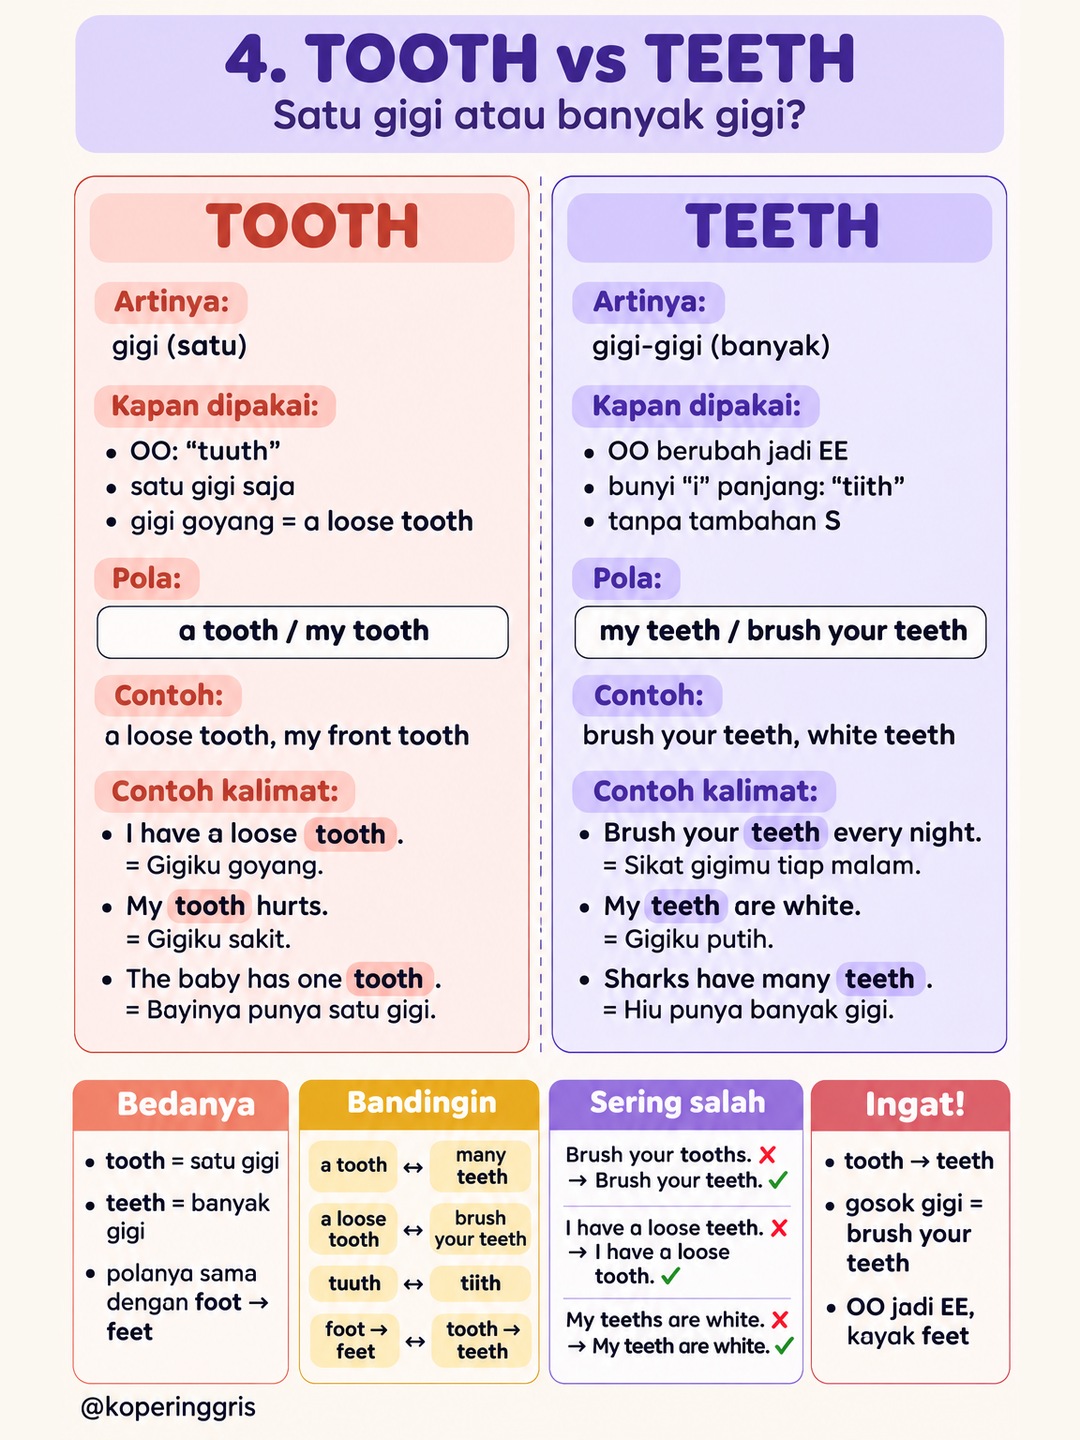 4. TOOTH vs TEETH
Satu gigi atau banyak gigi?
TOOTH
Artinya:
gigi (satu)
Kapan dipakai:
• OO: “tuuth”
• satu gigi saja
• gigi goyang = a loose tooth
Pola:
a tooth / my tooth
Contoh:
a loose tooth, my front tooth
Contoh kalimat:
• I have a loose tooth.
= Gigiku goyang.
• My tooth hurts.
= Gigiku sakit.
• The baby has one tooth.
= Bayinya punya satu gigi.
TEETH
Artinya:
gigi-gigi (banyak)
Kapan dipakai:
• OO berubah jadi EE
• bunyi “i” panjang: “tiith”
• tanpa tambahan S
Pola:
my teeth / brush your teeth
Contoh:
brush your teeth, white teeth
Contoh kalimat:
• Brush your teeth every night.
= Sikat gigimu tiap malam.
• My teeth are white.
= Gigiku putih.
• Sharks have many teeth.
= Hiu punya banyak gigi.
Bedanya
• tooth = satu gigi
• teeth = banyak
gigi
• polanya sama
dengan foot →
feet
Bandingin
a tooth ↔ many
teeth
a loose
tooth ↔ brush
your teeth
tuuth ↔ tiith
foot →
feet ↔ tooth →
teeth
Sering salah
Brush your tooths. ❌
→ Brush your teeth. ✓
I have a loose teeth. ❌
→ I have a loose
tooth. ✓
My teeths are white. ❌
→ My teeth are white. ✓
Ingat!
• tooth → teeth
• gosok gigi =
brush your
teeth
• OO jadi EE,
kayak feet
@koperinggris